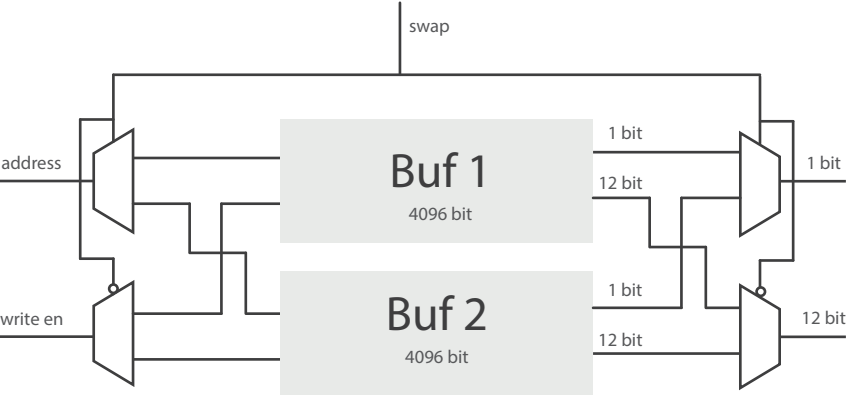 swap
address
write en
Buf 1
4096 bit
Buf 2
4096 bit
1 bit
12 bit
1 bit
12 bit
1 bit
12 bit